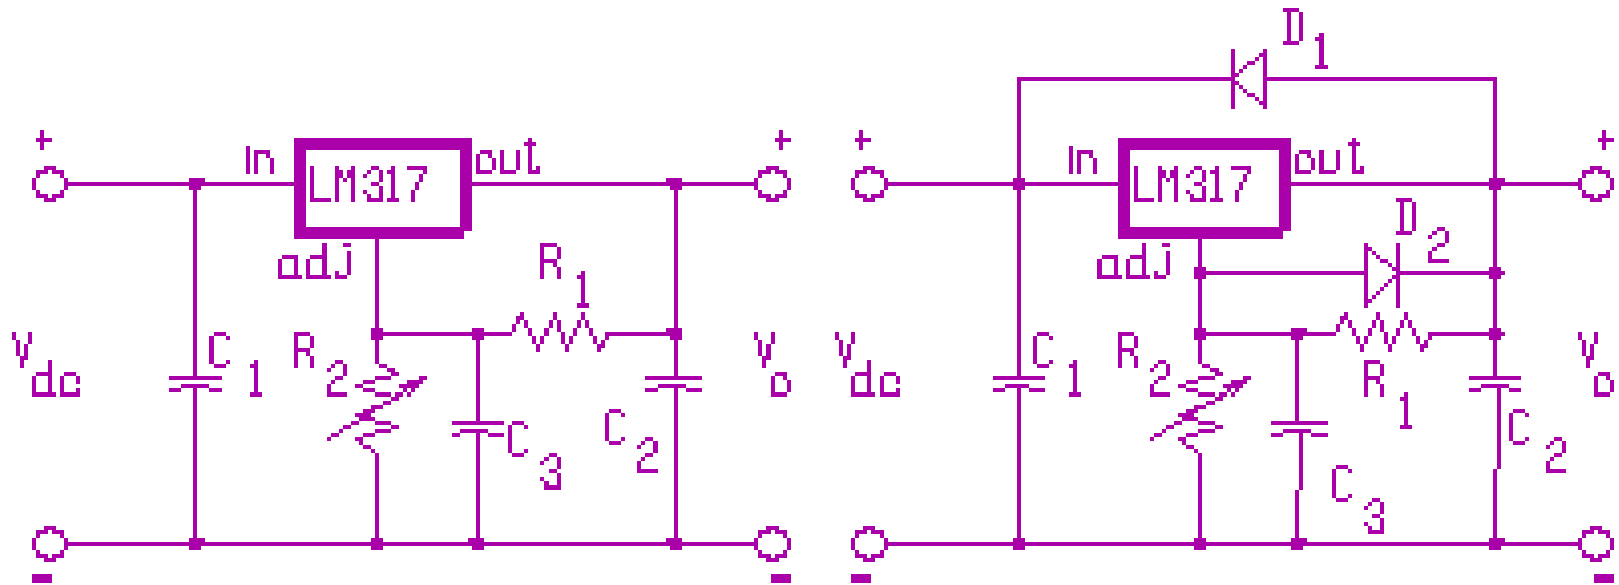 D1
+ + + +
in LM317 out in LM317 out
adj R1 adj D2
Vdc C1 R2 C3 C2 Vo
Vdc C1 R2 C3 R1 C2 Vo
- - - -